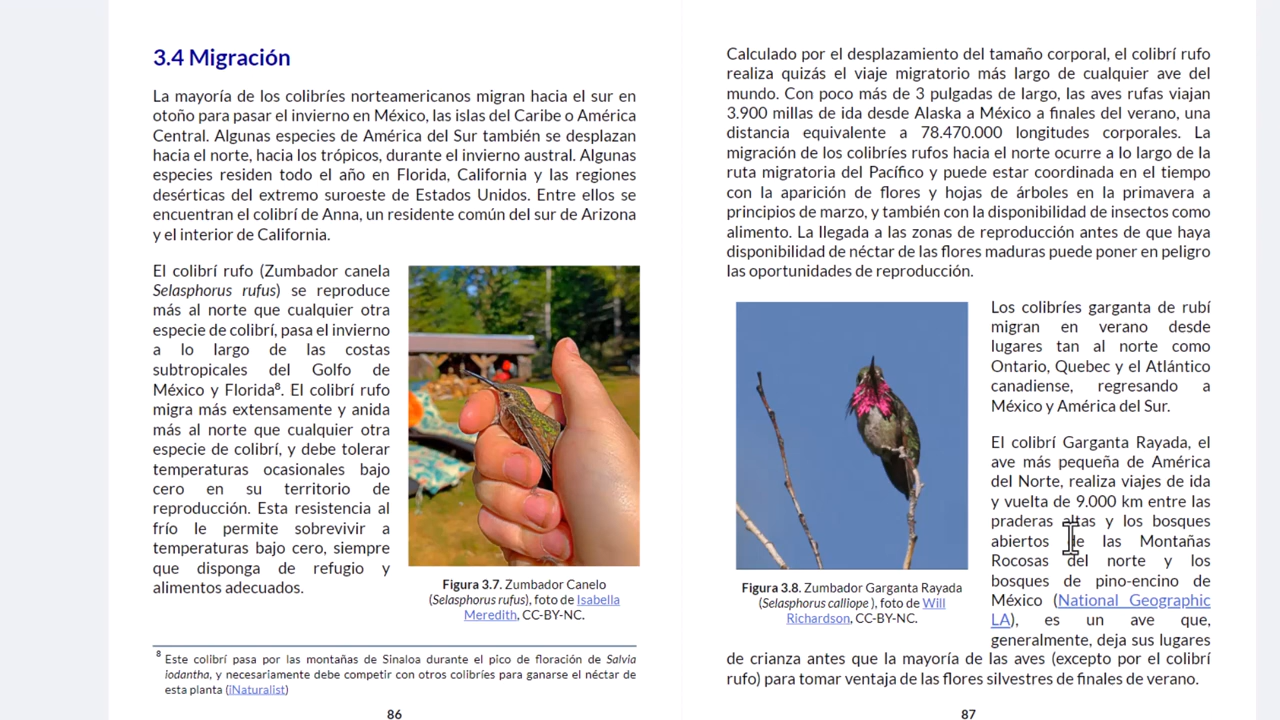 3.4 Migración
La mayoría de los colibríes norteamericanos migran hacia el sur en
otoño para pasar el invierno en México, las islas del Caribe o América
Central. Algunas especies de América del Sur también se desplazan
hacia el norte, hacia los trópicos, durante el invierno austral. Algunas
especies residen todo el año en Florida, California y las regiones
desérticas del extremo suroeste de Estados Unidos. Entre ellos se
encuentran el colibrí de Anna, un residente común del sur de Arizona
y el interior de California.
El colibrí rufo (Zumbador canela
Selasphorus rufus) se reproduce
más al norte que cualquier otra
especie de colibrí, pasa el invierno
a lo largo de las costas
subtropicales del Golfo de
México y Florida⁸. El colibrí rufo
migra más extensamente y anida
más al norte que cualquier otra
especie de colibrí, y debe tolerar
temperaturas ocasionales bajo
cero en su territorio de
reproducción. Esta resistencia al
frío le permite sobrevivir a
temperaturas bajo cero, siempre
que disponga de refugio y
alimentos adecuados.
Figura 3.7. Zumbador Canelo
(Selasphorus rufus), foto de Isabella
Meredith, CC-BY-NC.
⁸ Este colibrí pasa por las montañas de Sinaloa durante el pico de floración de Salvia
iodantha, y necesariamente debe competir con otros colibríes para ganarse el néctar de
esta planta (iNaturalist)
86
Calculado por el desplazamiento del tamaño corporal, el colibrí rufo
realiza quizás el viaje migratorio más largo de cualquier ave del
mundo. Con poco más de 3 pulgadas de largo, las aves rufas viajan
3.900 millas de ida desde Alaska a México a finales del verano, una
distancia equivalente a 78.470.000 longitudes corporales. La
migración de los colibríes rufos hacia el norte ocurre a lo largo de la
ruta migratoria del Pacífico y puede estar coordinada en el tiempo
con la aparición de flores y hojas de árboles en la primavera a
principios de marzo, y también con la disponibilidad de insectos como
alimento. La llegada a las zonas de reproducción antes de que haya
disponibilidad de néctar de las flores maduras puede poner en peligro
las oportunidades de reproducción.
Los colibríes garganta de rubí
migran en verano desde
lugares tan al norte como
Ontario, Quebec y el Atlántico
canadiense, regresando a
México y América del Sur.
El colibrí Garganta Rayada, el
ave más pequeña de América
del Norte, realiza viajes de ida
y vuelta de 9.000 km entre las
praderas altas y los bosques
abiertos de las Montañas
Rocosas del norte y los
bosques de pino-encino de
México (National Geographic
LA), es un ave que,
generalmente, deja sus lugares
de crianza antes que la mayoría de las aves (excepto por el colibrí
rufo) para tomar ventaja de las flores silvestres de finales de verano.
Figura 3.8. Zumbador Garganta Rayada
(Selasphorus calliope ), foto de Will
Richardson, CC-BY-NC.
87